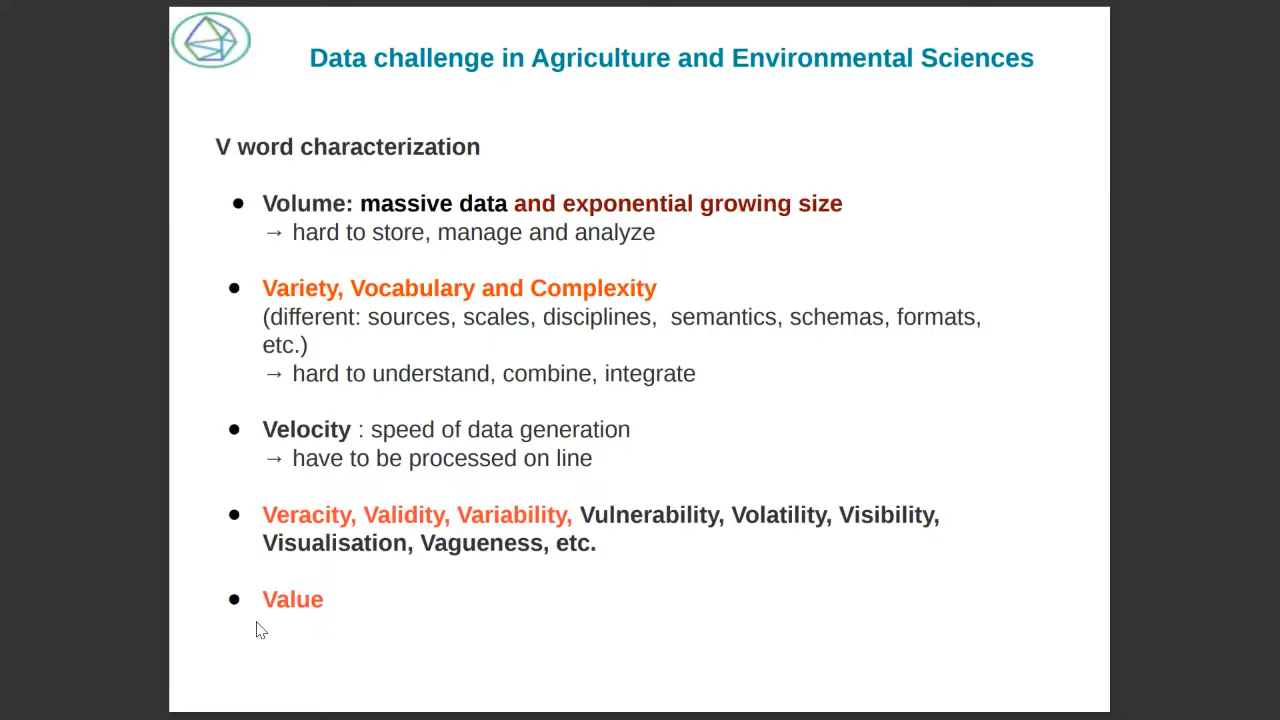 Data challenge in Agriculture and Environmental Sciences
V word characterization
● Volume: massive data and exponential growing size
→ hard to store, manage and analyze
● Variety, Vocabulary and Complexity
(different: sources, scales, disciplines,  semantics, schemas, formats,
etc.)
→ hard to understand, combine, integrate
● Velocity : speed of data generation
→ have to be processed on line
● Veracity, Validity, Variability, Vulnerability, Volatility, Visibility,
Visualisation, Vagueness, etc.
● Value